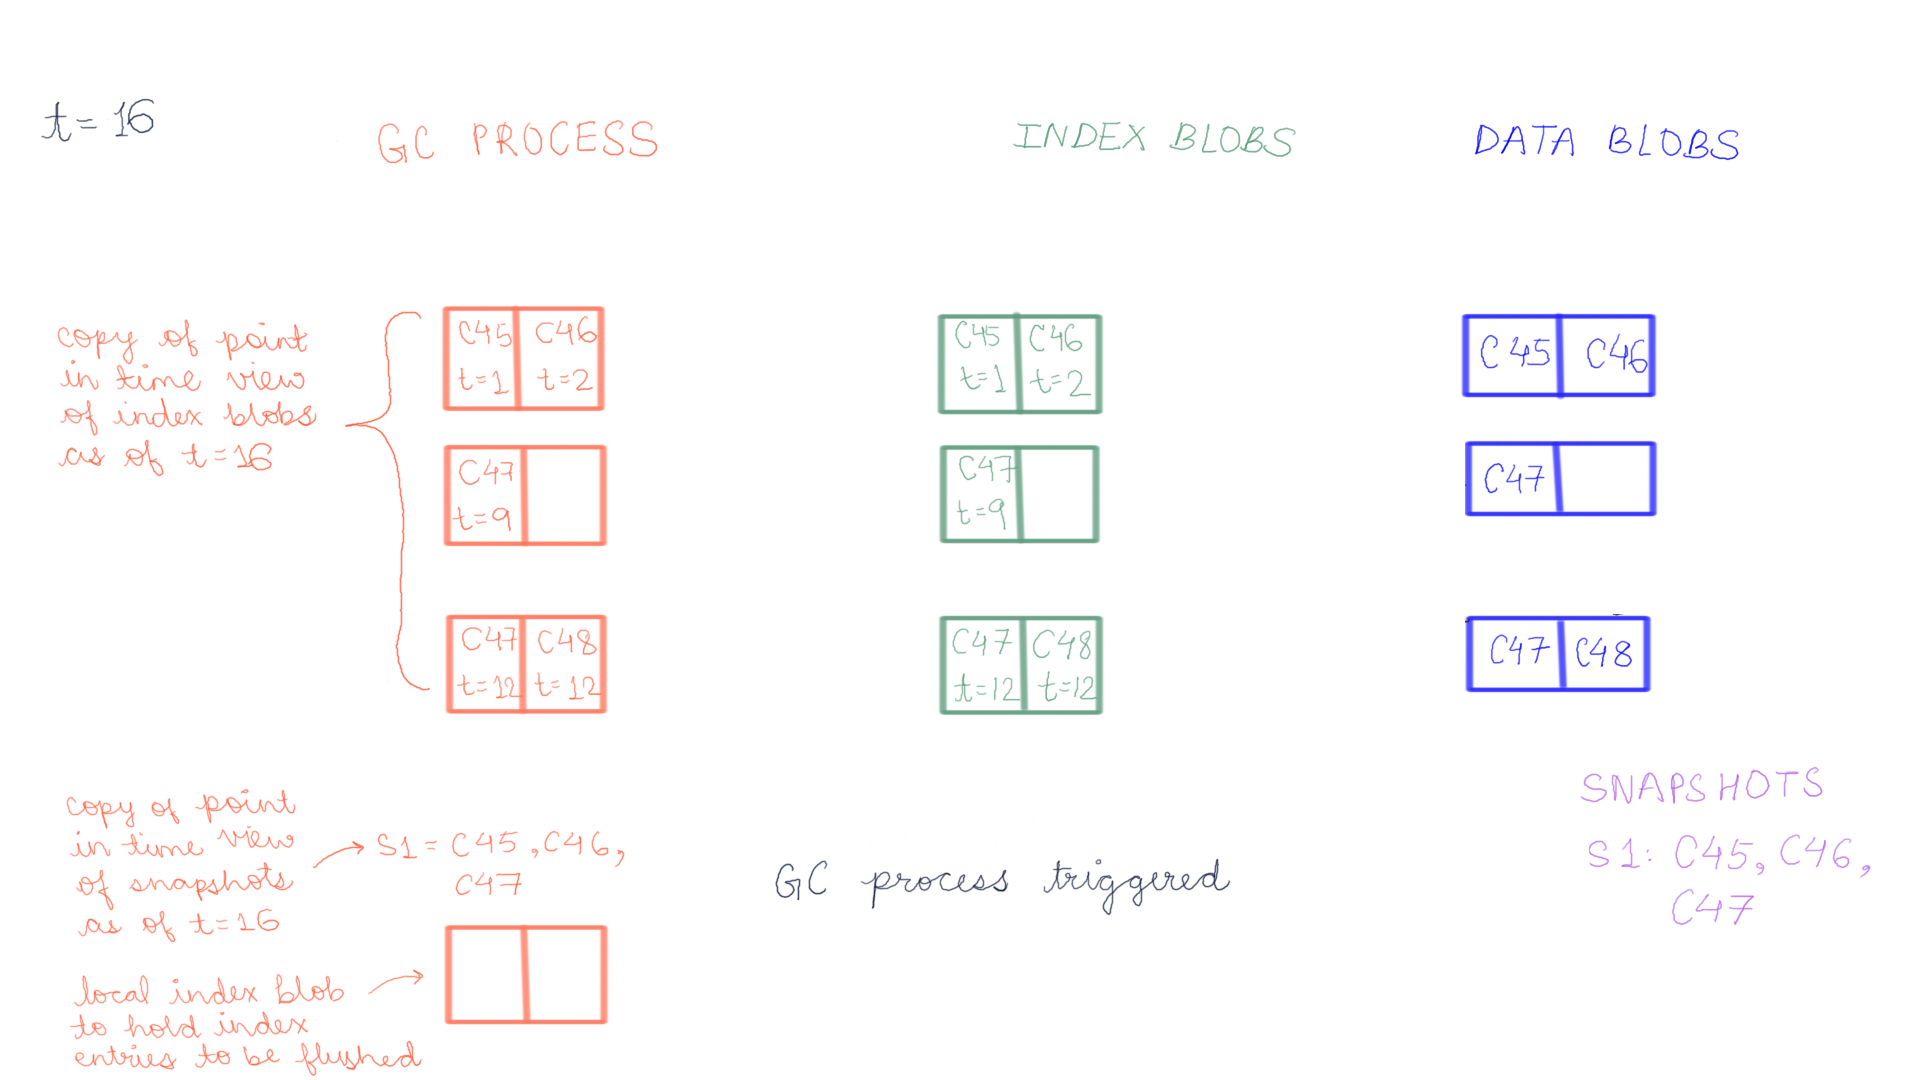 t=16
GC PROCESS
INDEX BLOBS
DATA BLOBS
copy of point
in time view
of index blobs
as of t=16
C45 C46
t=1 t=2
C47
t=9
C47 C48
t=12 t=12
C45 C46
t=1 t=2
C47
t=9
C47 C48
t=12 t=12
C45 C46
C47
C47 C48
copy of point
in time view
of snapshots
as of t=16
S1 = C45, C46,
C47
local index blob
to hold index
entries to be flushed
GC process triggered
SNAPSHOTS
S1: C45, C46,
C47